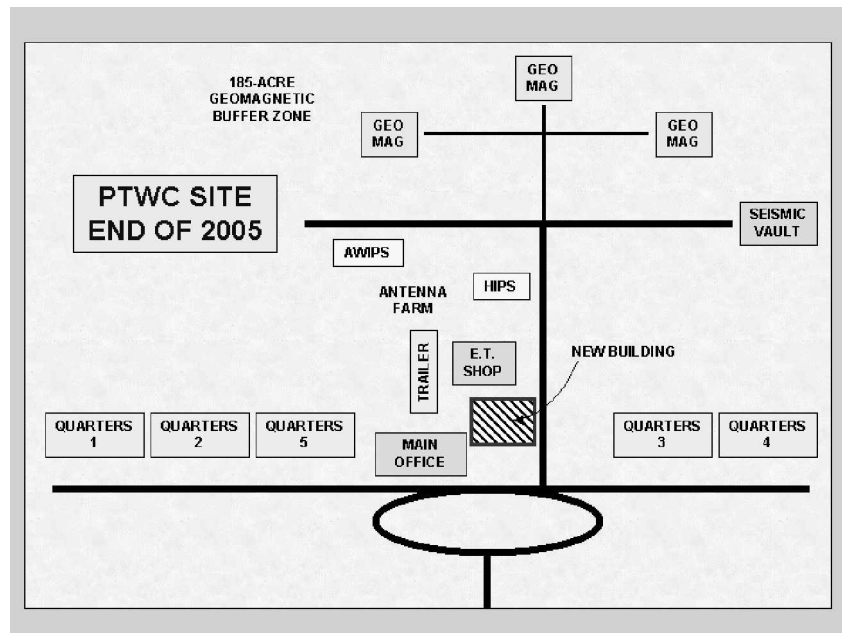 185-ACRE
GEOMAGNETIC
BUFFER ZONE
GEO
MAG
GEO
MAG
GEO
MAG
PTWC SITE
END OF 2005
SEISMIC
VAULT
AWIPS
ANTENNA
FARM
HIPS
TRAILER
E.T.
SHOP
NEW BUILDING
QUARTERS
1
QUARTERS
2
QUARTERS
5
MAIN
OFFICE
QUARTERS
3
QUARTERS
4